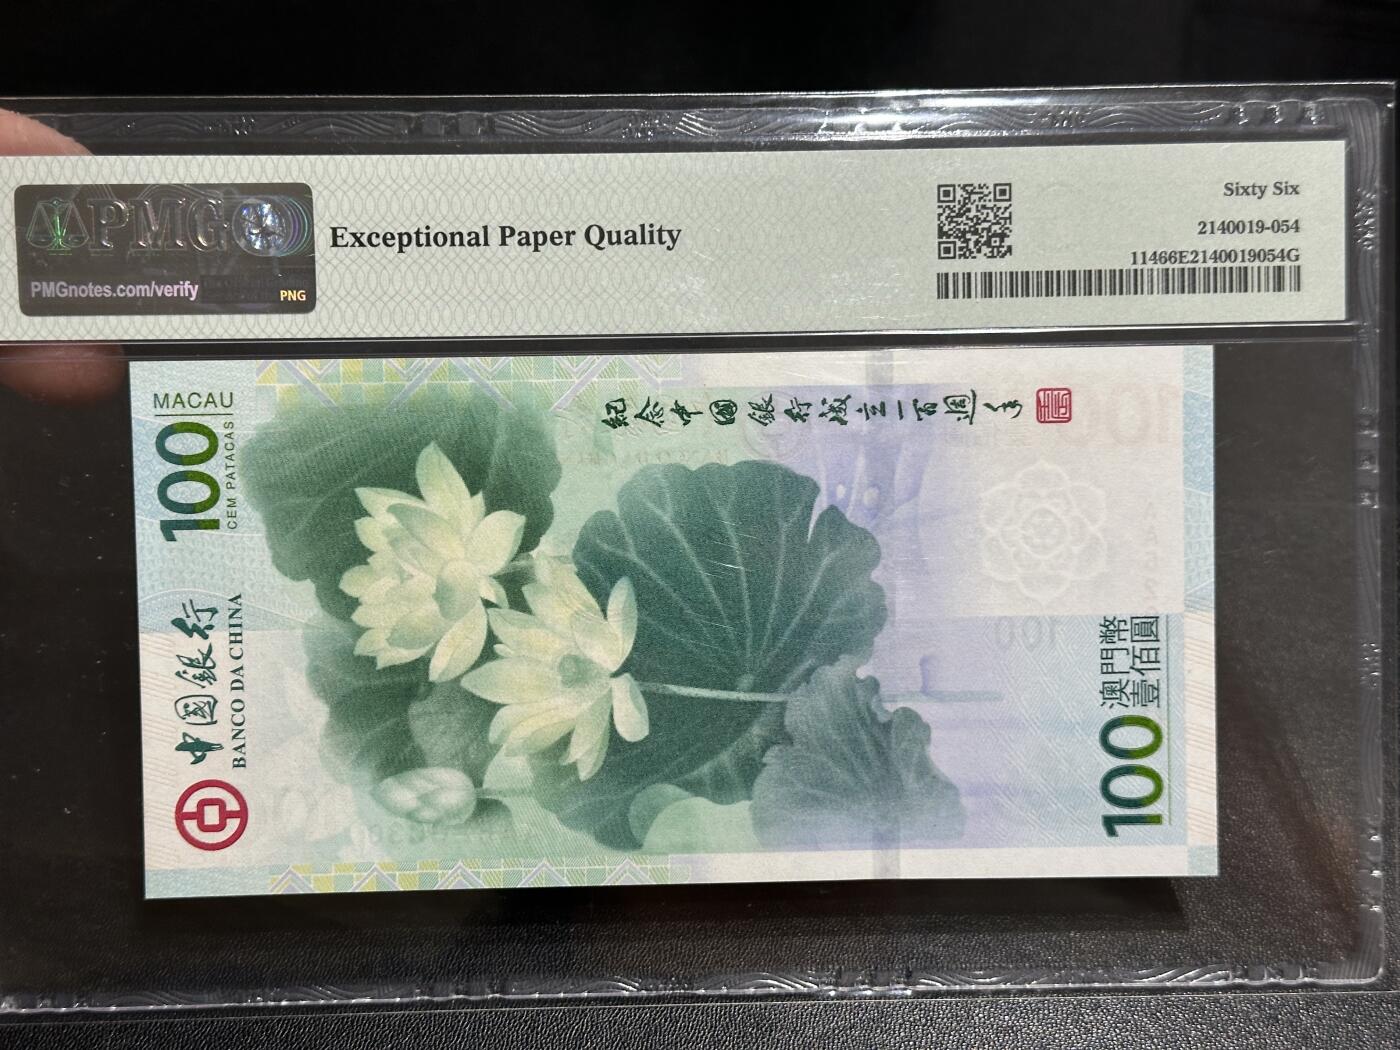 PMG
PMGnotes.com/verify
PNG
Exceptional Paper Quality
Sixty Six
2140019-054
11466E2140019054G
MACAU
100
CEM PATACAS
紀念中國銀行成立一百週年
中國銀行
BANCO DA CHINA
100
澳門幣
壹佰圓
100